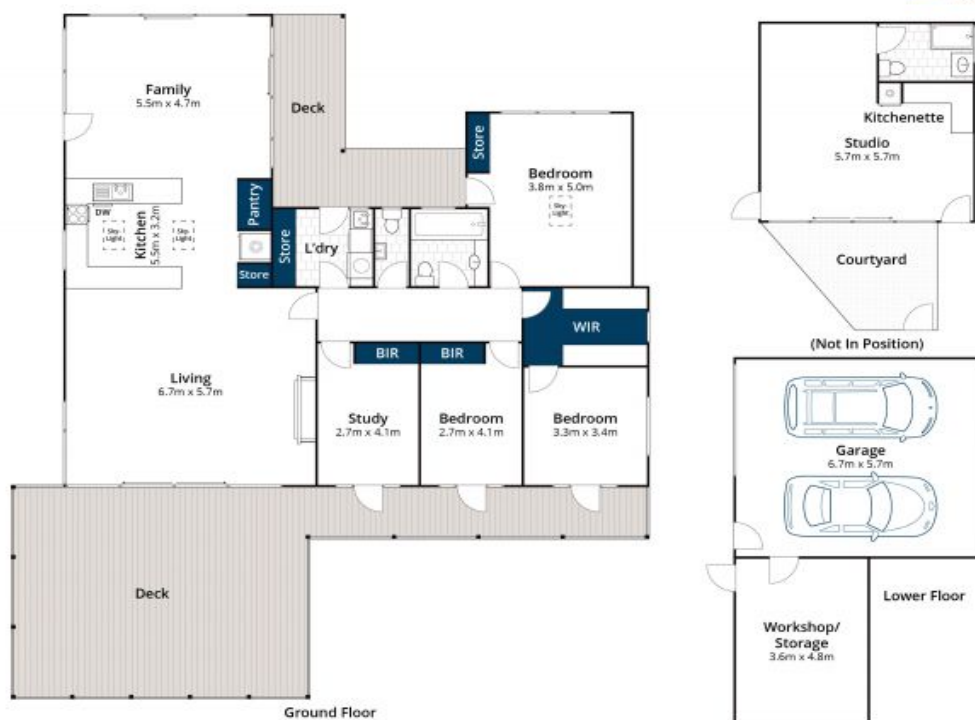 Family
5.5m x 4.7m
Deck
Store
Bedroom
3.8m x 5.0m
Sky-
Light
DW
Kitchen
5.5m x 3.2m
Sky-
Light
Sky-
Light
Pantry
Store
Store
L'dry
WIR
BIR
BIR
Living
6.7m x 5.7m
Study
2.7m x 4.1m
Bedroom
2.7m x 4.1m
Bedroom
3.3m x 3.4m
Deck
Ground Floor
Kitchenette
Studio
5.7m x 5.7m
Courtyard
(Not In Position)
Garage
6.7m x 5.7m
Workshop/
Storage
3.6m x 4.8m
Lower Floor